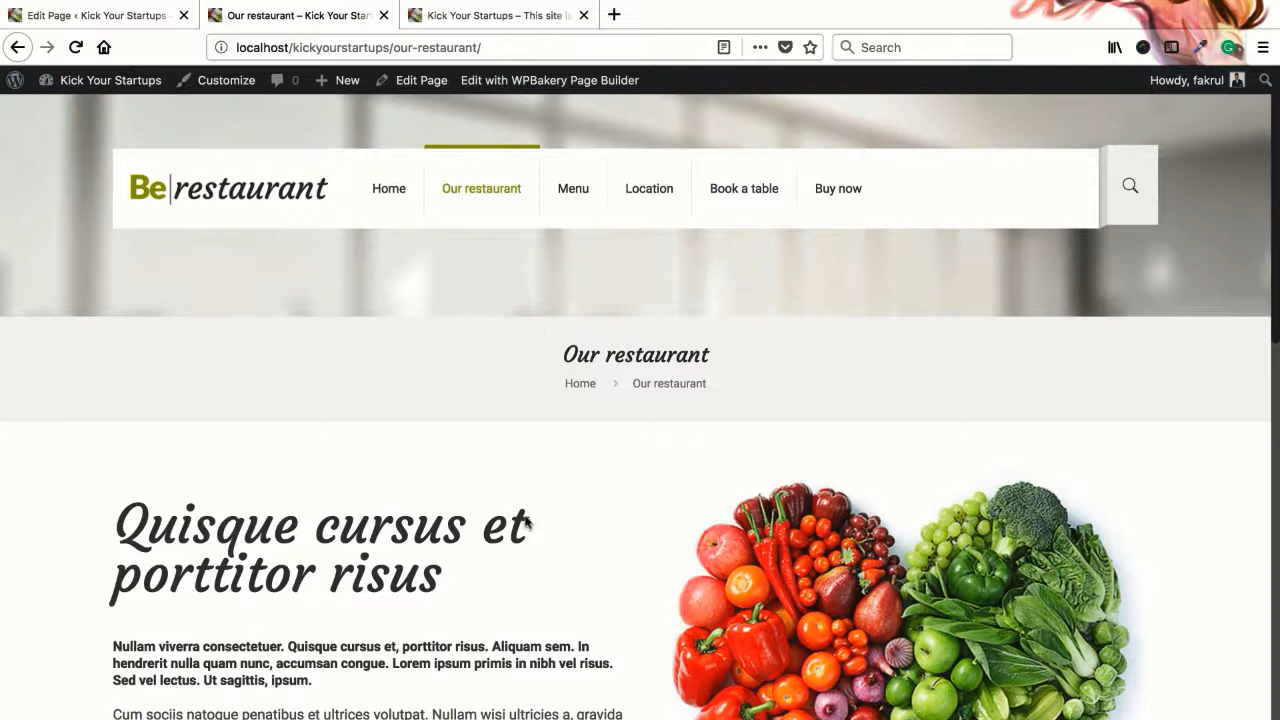 Edit Page ‹ Kick Your Startups
Our restaurant – Kick Your Star
Kick Your Startups – This site is
localhost/kickyourstartups/our-restaurant/
Search
Kick Your Startups
Customize
0
New
Edit Page
Edit with WPBakery Page Builder
Howdy, fakrul
Be|restaurant
Home
Our restaurant
Menu
Location
Book a table
Buy now
Our restaurant
Home > Our restaurant
Quisque cursus et
porttitor risus
Nullam viverra consectetuer. Quisque cursus et, porttitor risus. Aliquam sem. In
hendrerit nulla quam nunc, accumsan congue. Lorem ipsum primis in nibh vel risus.
Sed vel lectus. Ut sagittis, ipsum.
Cum sociis natoque penatibus et ultrices volutpat. Nullam wisi ultricies a, gravida